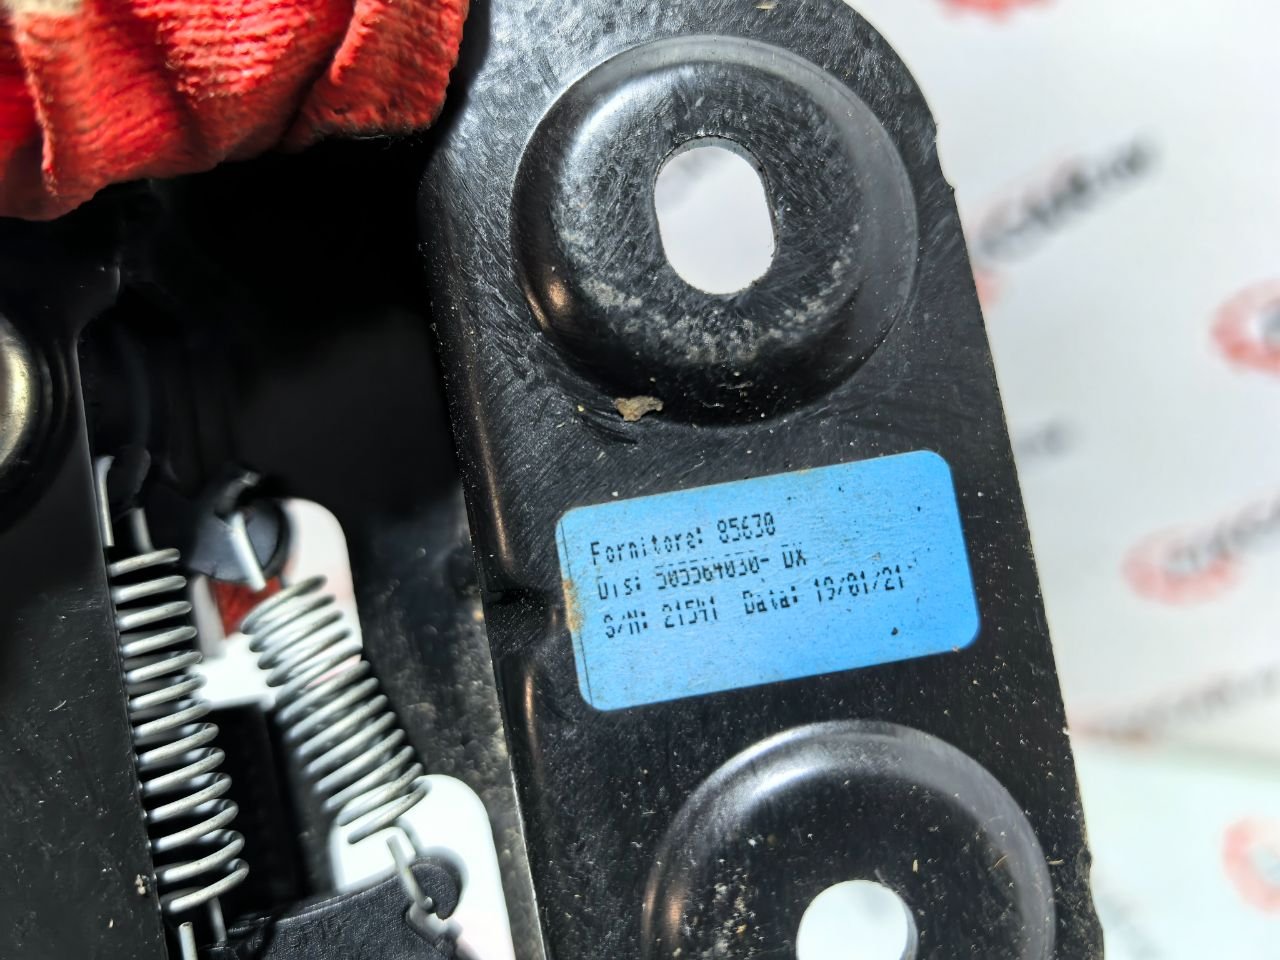 Fornitore: 85630
Dis: 505564030- DX
S/N: 21541 Data: 19/01/21